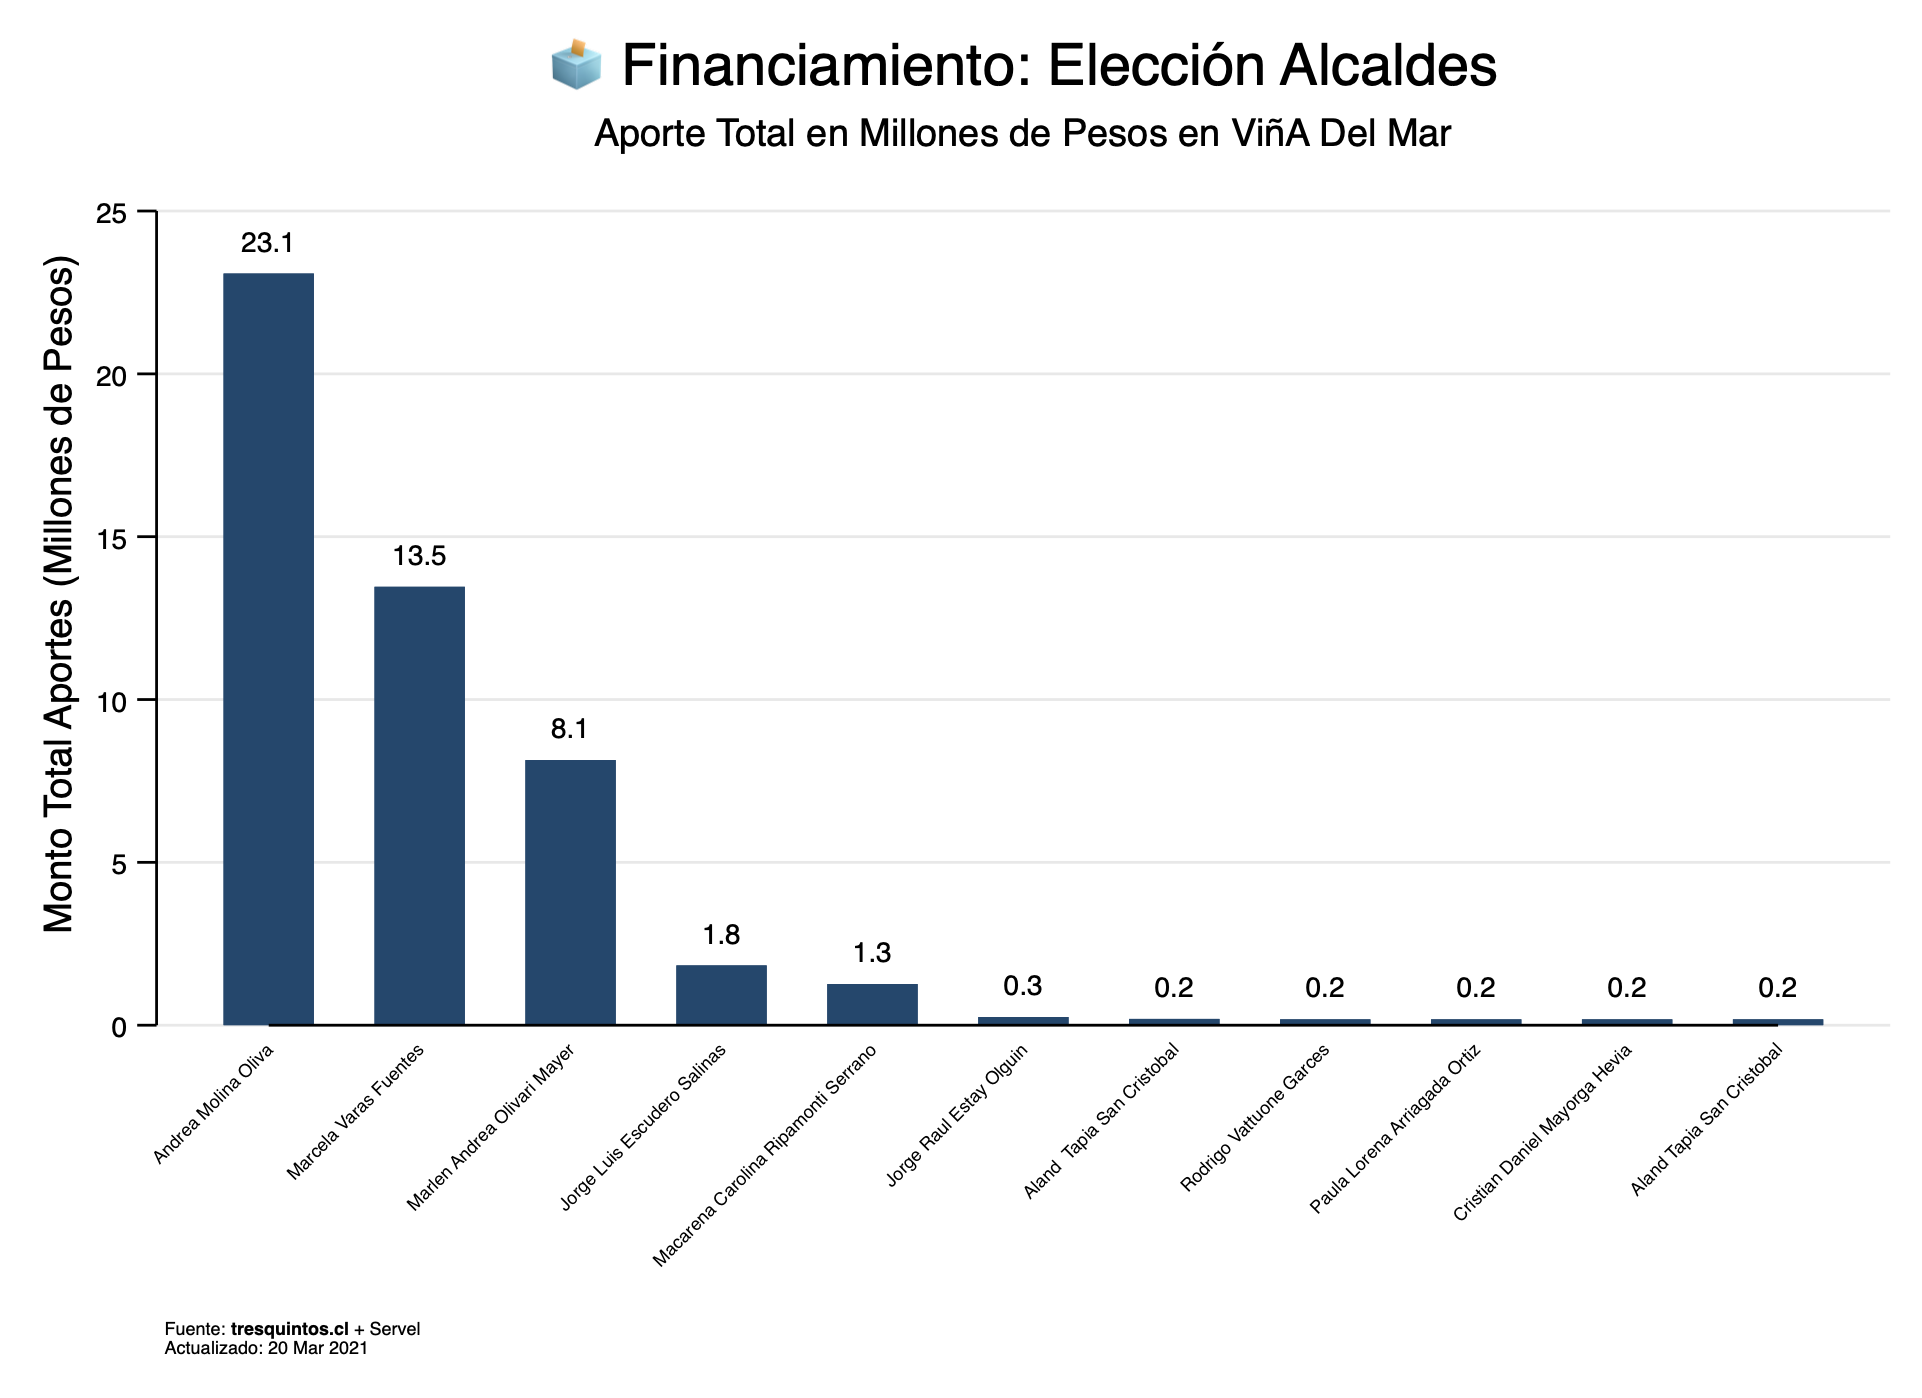 Financiamiento: Elección Alcaldes
Aporte Total en Millones de Pesos en ViñA Del Mar
Monto Total Aportes (Millones de Pesos)
25
20
15
10
5
0
23.1
13.5
8.1
1.8
1.3
0.3
0.2
0.2
0.2
0.2
0.2
Andrea Molina Oliva
Marcela Varas Fuentes
Marlen Andrea Olivari Mayer
Jorge Luis Escudero Salinas
Macarena Carolina Ripamonti Serrano
Jorge Raul Estay Olguin
Aland  Tapia San Cristobal
Rodrigo Vattuone Garces
Paula Lorena Arriagada Ortiz
Cristian Daniel Mayorga Hevia
Aland Tapia San Cristobal
Fuente: tresquintos.cl + Servel
Actualizado: 20 Mar 2021